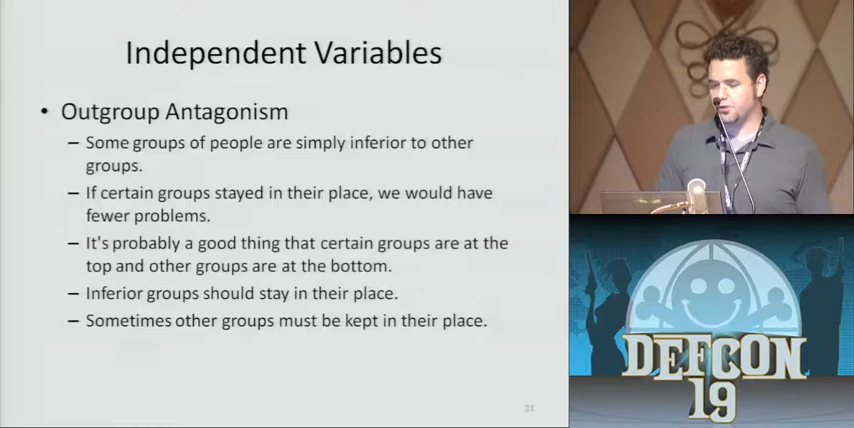 Independent Variables
• Outgroup Antagonism
– Some groups of people are simply inferior to other
groups.
– If certain groups stayed in their place, we would have
fewer problems.
– It's probably a good thing that certain groups are at the
top and other groups are at the bottom.
– Inferior groups should stay in their place.
– Sometimes other groups must be kept in their place.
21
DEFCON
19